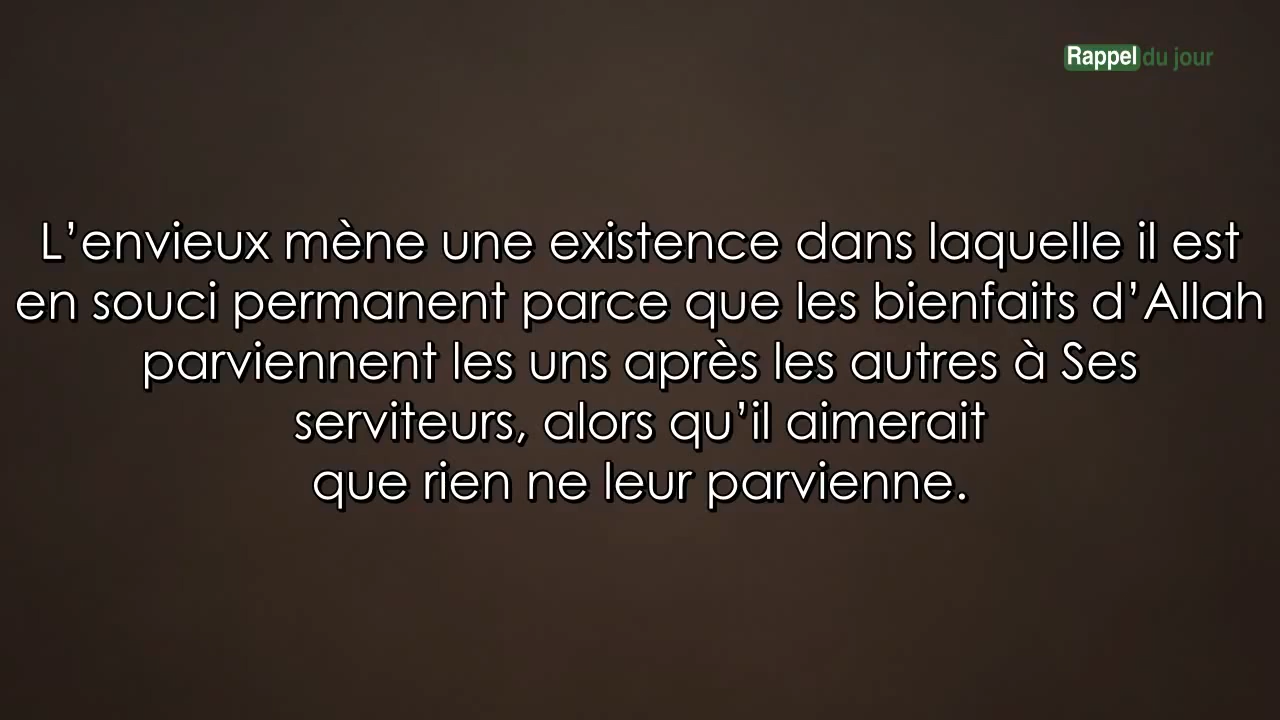 Rappel du jour
L’envieux mène une existence dans laquelle il est
en souci permanent parce que les bienfaits d’Allah
parviennent les uns après les autres à Ses
serviteurs, alors qu’il aimerait
que rien ne leur parvienne.